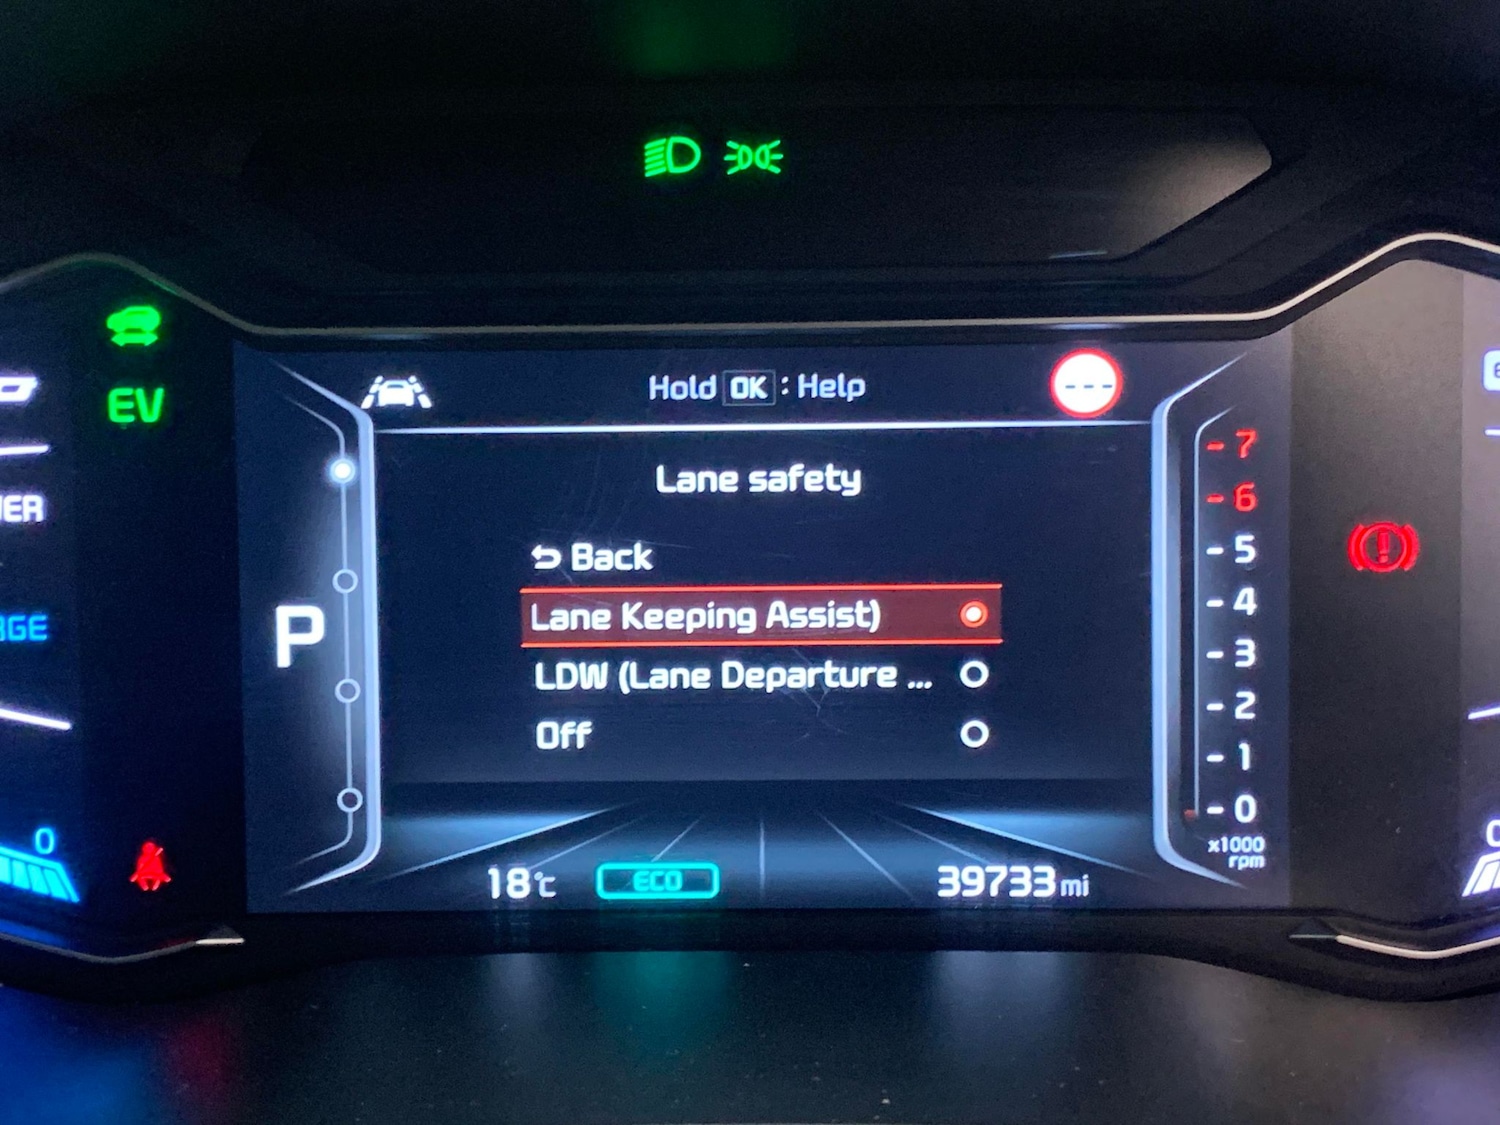 EV
Hold OK : Help
Lane safety
Back
Lane Keeping Assist)
LDW (Lane Departure ...
Off
P
- 7
- 6
- 5
- 4
- 3
- 2
- 1
- 0
x1000
rpm
0
18°C
ECO
39733 mi